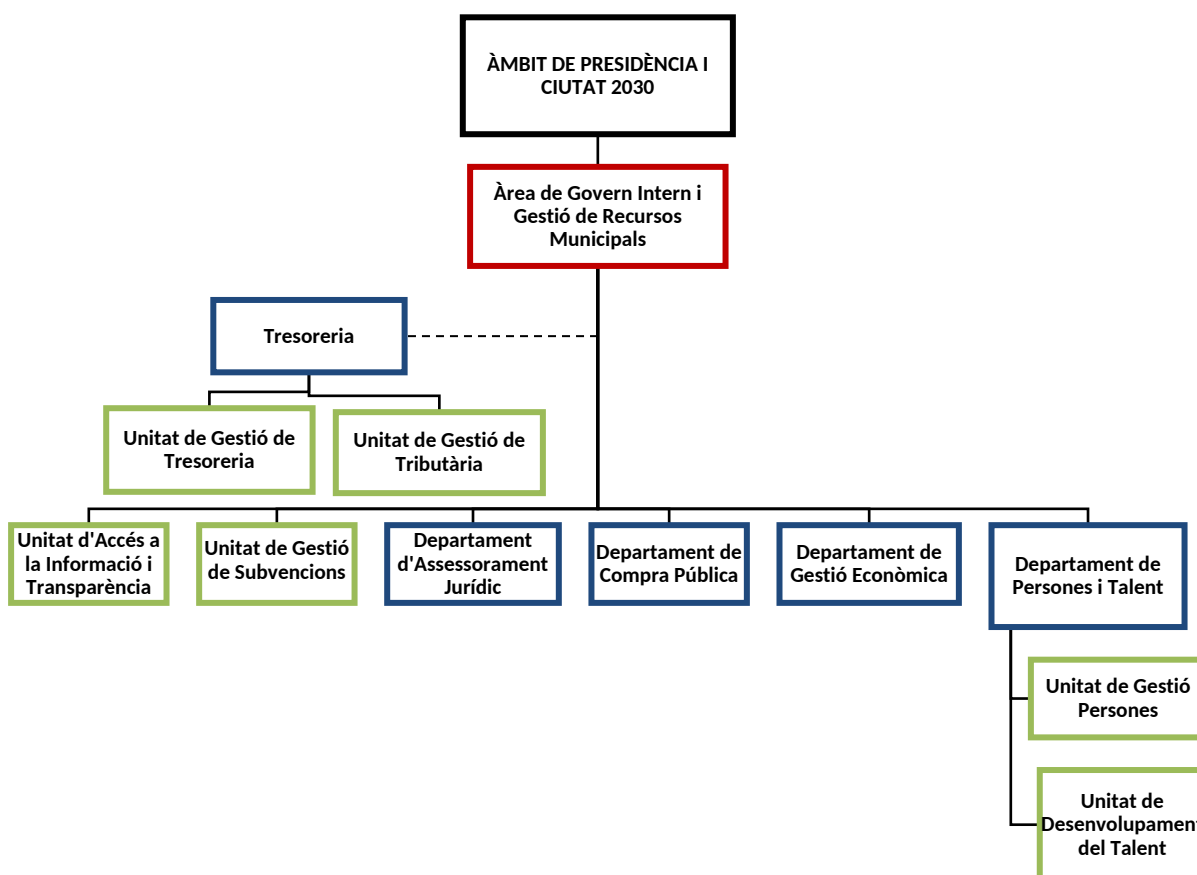 ÀMBIT DE PRESIDÈNCIA I
CIUTAT 2030
Àrea de Govern Intern i
Gestió de Recursos
Municipals
Tresoreria
Unitat de Gestió de
Tresoreria
Unitat de Gestió de
Tributària
Unitat d'Accés a
la Informació i
Transparència
Unitat de Gestió
de Subvencions
Departament
d'Assessorament
Jurídic
Departament de
Compra Pública
Departament de
Gestió Econòmica
Departament de
Persones i Talent
Unitat de Gestió
Persones
Unitat de
Desenvolupament
del Talent